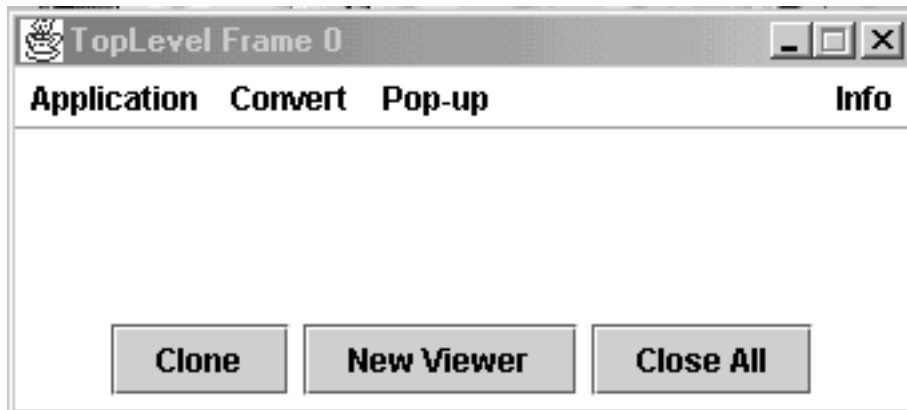 TopLevel Frame 0
Application Convert Pop-up Info
Clone New Viewer Close All